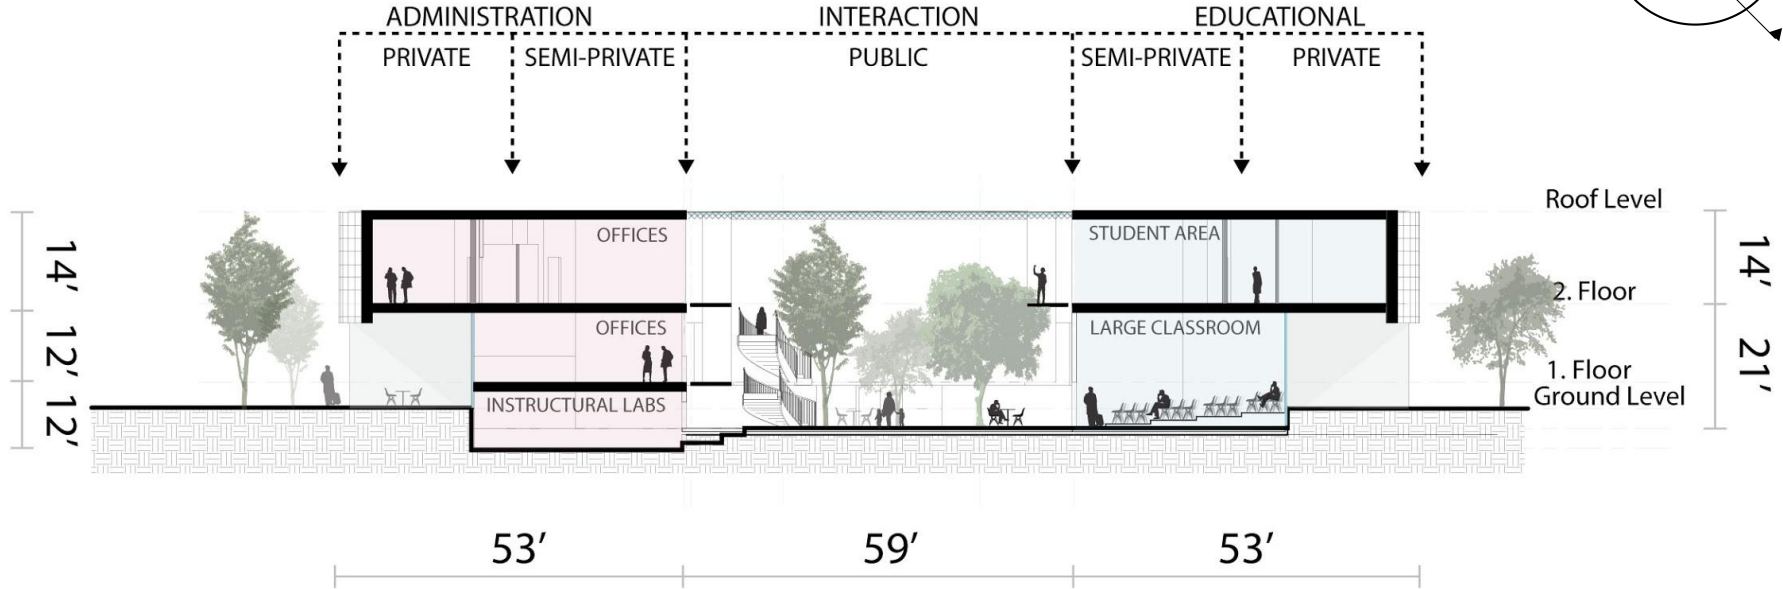 ADMINISTRATION INTERACTION EDUCATIONAL
PRIVATE SEMI-PRIVATE PUBLIC SEMI-PRIVATE PRIVATE
Roof Level
OFFICES STUDENT AREA
14' 14'
2. Floor
OFFICES LARGE CLASSROOM
12' 21'
1. Floor
Ground Level
INSTRUCTURAL LABS
12'
53' 59' 53'